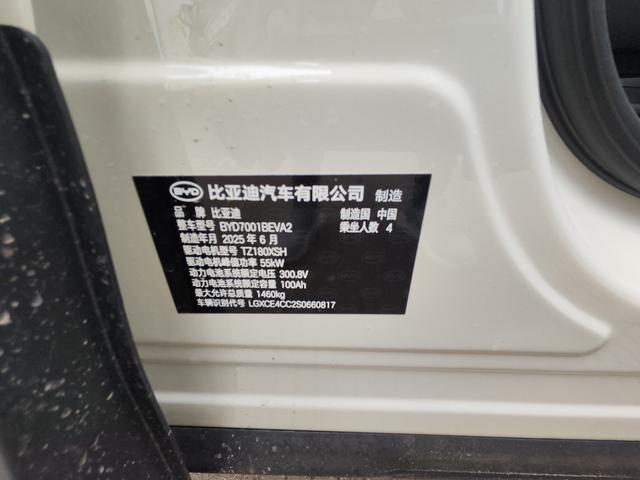 BYD 比亚迪汽车有限公司 制造
品 牌 比亚迪 制造国 中国
整车型号 BYD7001BEVA2 乘坐人数 4
制造年月 2025 年 6 月
驱动电机型号 TZ180XSH
驱动电机峰值功率 55kW
动力电池系统额定电压 300.8V
动力电池系统额定容量 100Ah
最大允许总质量 1460kg
车辆识别代号 LGXCE4CC2S0660817